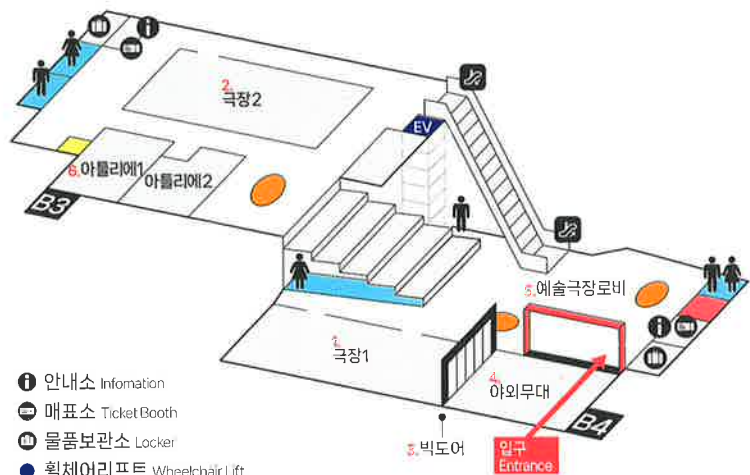 2.
극장2
EV
6. 아틀리에1
아틀리에2
B3
5. 예술극장로비
1.
극장1
4.
야외무대
B4
3. 빅도어
입구
Entrance
안내소 Infomation
매표소 Ticket Booth
물품보관소 Locker
휠체어리프트 Wheelchair Lift